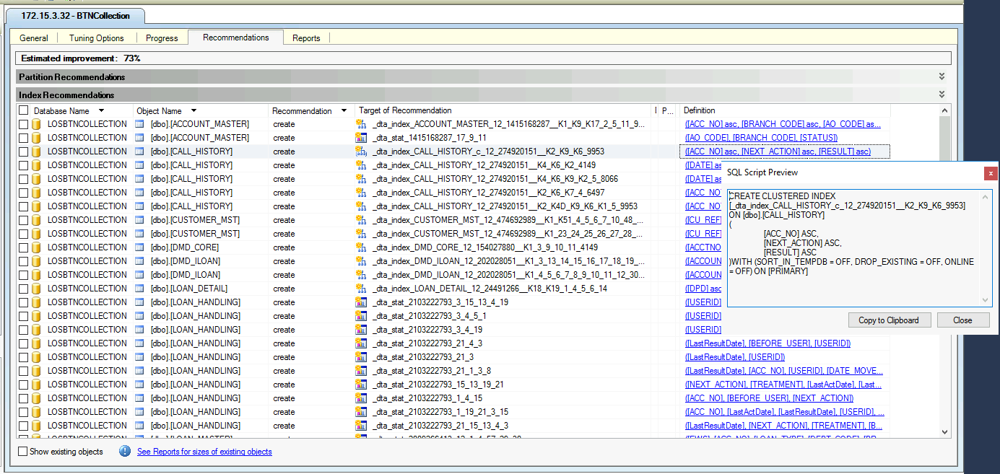 172.15.3.32 - BTNCollection
General Tuning Options Progress Recommendations Reports
Estimated improvement: 73%
Partition Recommendations
Index Recommendations
Database Name Object Name Recommendation Target of Recommendation P... Definition
LOSBTNCOLLECTION [dbo].[ACCOUNT_MASTER] create _dta_index_ACCOUNT_MASTER_12_1415168287__K1_K9_K17_2_5_11_9... ([ACC_NO] asc, [BRANCH_CODE] asc, [AO_CODE] as...
LOSBTNCOLLECTION [dbo].[ACCOUNT_MASTER] create _dta_stat_1415168287_17_9_11 ([AO_CODE], [BRANCH_CODE], [STATUS])
LOSBTNCOLLECTION [dbo].[CALL_HISTORY] create _dta_index_CALL_HISTORY_c_12_274920151__K2_K9_K6_9953 ([ACC_NO] asc, [NEXT_ACTION] asc, [RESULT] asc)
LOSBTNCOLLECTION [dbo].[CALL_HISTORY] create _dta_index_CALL_HISTORY_12_274920151__K4_K6_K2_4149 ([DATE] as
LOSBTNCOLLECTION [dbo].[CALL_HISTORY] create _dta_index_CALL_HISTORY_12_274920151__K4_K6_K9_K2_5_8066 ([DATE] as
LOSBTNCOLLECTION [dbo].[CALL_HISTORY] create _dta_index_CALL_HISTORY_12_274920151__K2_K6_K7_4_6497 ([ACC_NO]
LOSBTNCOLLECTION [dbo].[CALL_HISTORY] create _dta_index_CALL_HISTORY_12_274920151__K2_K4D_K9_K6_K1_5_9953 ([ACC_NO]
LOSBTNCOLLECTION [dbo].[CUSTOMER_MST] create _dta_index_CUSTOMER_MST_12_474692989__K1_K51_4_5_6_7_10_48_... ([CU_REF]
LOSBTNCOLLECTION [dbo].[CUSTOMER_MST] create _dta_index_CUSTOMER_MST_12_474692989__K1_23_24_25_26_27_28_... ([CU_REF]
LOSBTNCOLLECTION [dbo].[DMD_CORE] create _dta_index_DMD_CORE_12_154027880__K1_3_9_10_11_4149 ([ACCTNO
LOSBTNCOLLECTION [dbo].[DMD_ILOAN] create _dta_index_DMD_ILOAN_12_202028051__K1_3_13_14_15_16_17_18_19_... ([ACCOUN
LOSBTNCOLLECTION [dbo].[DMD_ILOAN] create _dta_index_DMD_ILOAN_12_202028051__K1_4_5_6_7_8_9_10_11_12_30... ([ACCOUN
LOSBTNCOLLECTION [dbo].[LOAN_DETAIL] create _dta_index_LOAN_DETAIL_12_24491266__K18_K19_1_4_5_6_14 ([DPD] asc
LOSBTNCOLLECTION [dbo].[LOAN_HANDLING] create _dta_stat_2103222793_3_15_13_4_19 ([USERID]
LOSBTNCOLLECTION [dbo].[LOAN_HANDLING] create _dta_stat_2103222793_3_4_5_1 ([USERID]
LOSBTNCOLLECTION [dbo].[LOAN_HANDLING] create _dta_stat_2103222793_3_4_19 ([USERID]
LOSBTNCOLLECTION [dbo].[LOAN_HANDLING] create _dta_stat_2103222793_21_4_3 ([LastResultDate], [BEFORE_USER], [USERID])
LOSBTNCOLLECTION [dbo].[LOAN_HANDLING] create _dta_stat_2103222793_21_3 ([LastResultDate], [USERID])
LOSBTNCOLLECTION [dbo].[LOAN_HANDLING] create _dta_stat_2103222793_21_1_3_8 ([LastResultDate], [ACC_NO], [USERID], [DATE_MOVE...
LOSBTNCOLLECTION [dbo].[LOAN_HANDLING] create _dta_stat_2103222793_15_13_19_21 ([NEXT_ACTION], [TREATMENT], [LastActDate], [Last...
LOSBTNCOLLECTION [dbo].[LOAN_HANDLING] create _dta_stat_2103222793_1_4_15 ([ACC_NO], [BEFORE_USER], [NEXT_ACTION])
LOSBTNCOLLECTION [dbo].[LOAN_HANDLING] create _dta_stat_2103222793_1_19_21_3_15 ([ACC_NO], [LastActDate], [LastResultDate], [USERID], ...
LOSBTNCOLLECTION [dbo].[LOAN_HANDLING] create _dta_stat_2103222793_21_15_13_4_3 ([LastResultDate], [NEXT_ACTION], [TREATMENT], [B...
SQL Script Preview
x
CREATE CLUSTERED INDEX
[_dta_index_CALL_HISTORY_c_12_274920151__K2_K9_K6_9953]
ON [dbo].[CALL_HISTORY]
(
[ACC_NO] ASC,
[NEXT_ACTION] ASC,
[RESULT] ASC
)WITH (SORT_IN_TEMPDB = OFF, DROP_EXISTING = OFF, ONLINE
= OFF) ON [PRIMARY]
Copy to Clipboard Close
Show existing objects See Reports for sizes of existing objects